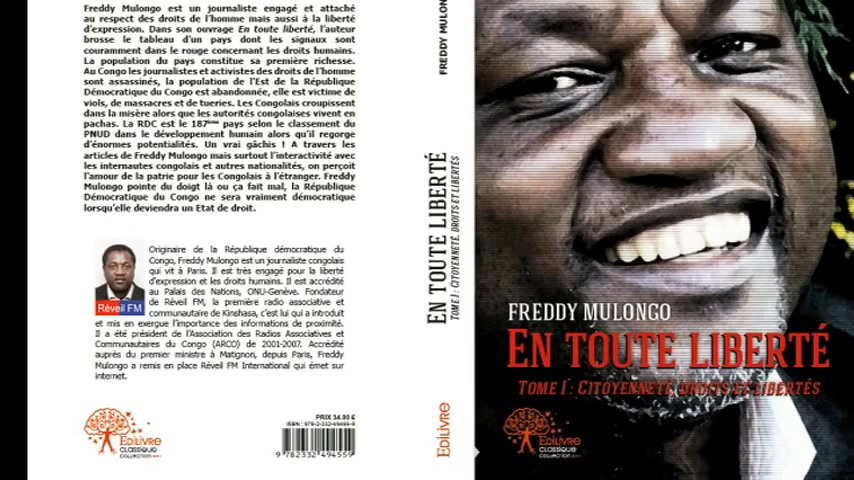 Freddy Mulongo est un journaliste engagé et attaché
au respect des droits de l'homme mais aussi à la liberté
d'expression. Dans son ouvrage En toute liberté, l'auteur
brosse le tableau d'un pays dont les signaux sont
couramment dans le rouge concernant les droits humains.
La population du pays constitue sa première richesse.
Au Congo les journalistes et activistes des droits de l'homme
sont assassinés, la population de l'Est de la République
Démocratique du Congo est abandonnée, elle est victime de
viols, de massacres et de tueries. Les Congolais croupissent
dans la misère alors que les autorités congolaises vivent en
pachas. La RDC est le 187ème pays selon le classement du
PNUD dans le développement humain alors qu'il regorge
d'énormes potentialités. Un vrai gâchis ! A travers les
articles de Freddy Mulongo mais surtout l'interactivité avec
les internautes congolais et autres nationalités, on perçoit
l'amour de la patrie pour les Congolais à l'étranger. Freddy
Mulongo pointe du doigt là ou ça fait mal, la République
Démocratique du Congo ne sera vraiment démocratique
lorsqu'elle deviendra un Etat de droit.
Originaire de la République démocratique du
Congo, Freddy Mulongo est un journaliste congolais
qui vit à Paris. Il est très engagé pour la liberté
d'expression et les droits humains. Il est accrédité
au Palais des Nations, ONU-Genève. Fondateur
de Réveil FM, la première radio associative et
communautaire de Kinshasa, c'est lui qui a introduit
et mis en exergue l'importance des informations de proximité.
Il a été président de l'Association des Radios Associatives et
Communautaires du Congo (ARCO) de 2001-2007. Accrédité
auprès du premier ministre à Matignon, depuis Paris, Freddy
Mulongo a remis en place Réveil FM International qui émet sur
internet.
Réveil FM
EDILIVRE
CLASSIQUE
COLLECTION
PRIX 34.00 £
ISBN : 978-2-332-49455-9
9 782332 494559
FREDDY MULON
EN TOUTE LIBERTÉ
TOME I : CITOYENNETÉ, DROITS ET LIBERTÉS
EDILIVRE
FREDDY MULONGO
EN TOUTE LIBERTÉ
TOME I : CITOYENNETÉ, DROITS ET LIBERTÉS
EDILIVRE
CLASSIQUE
COLLECTION